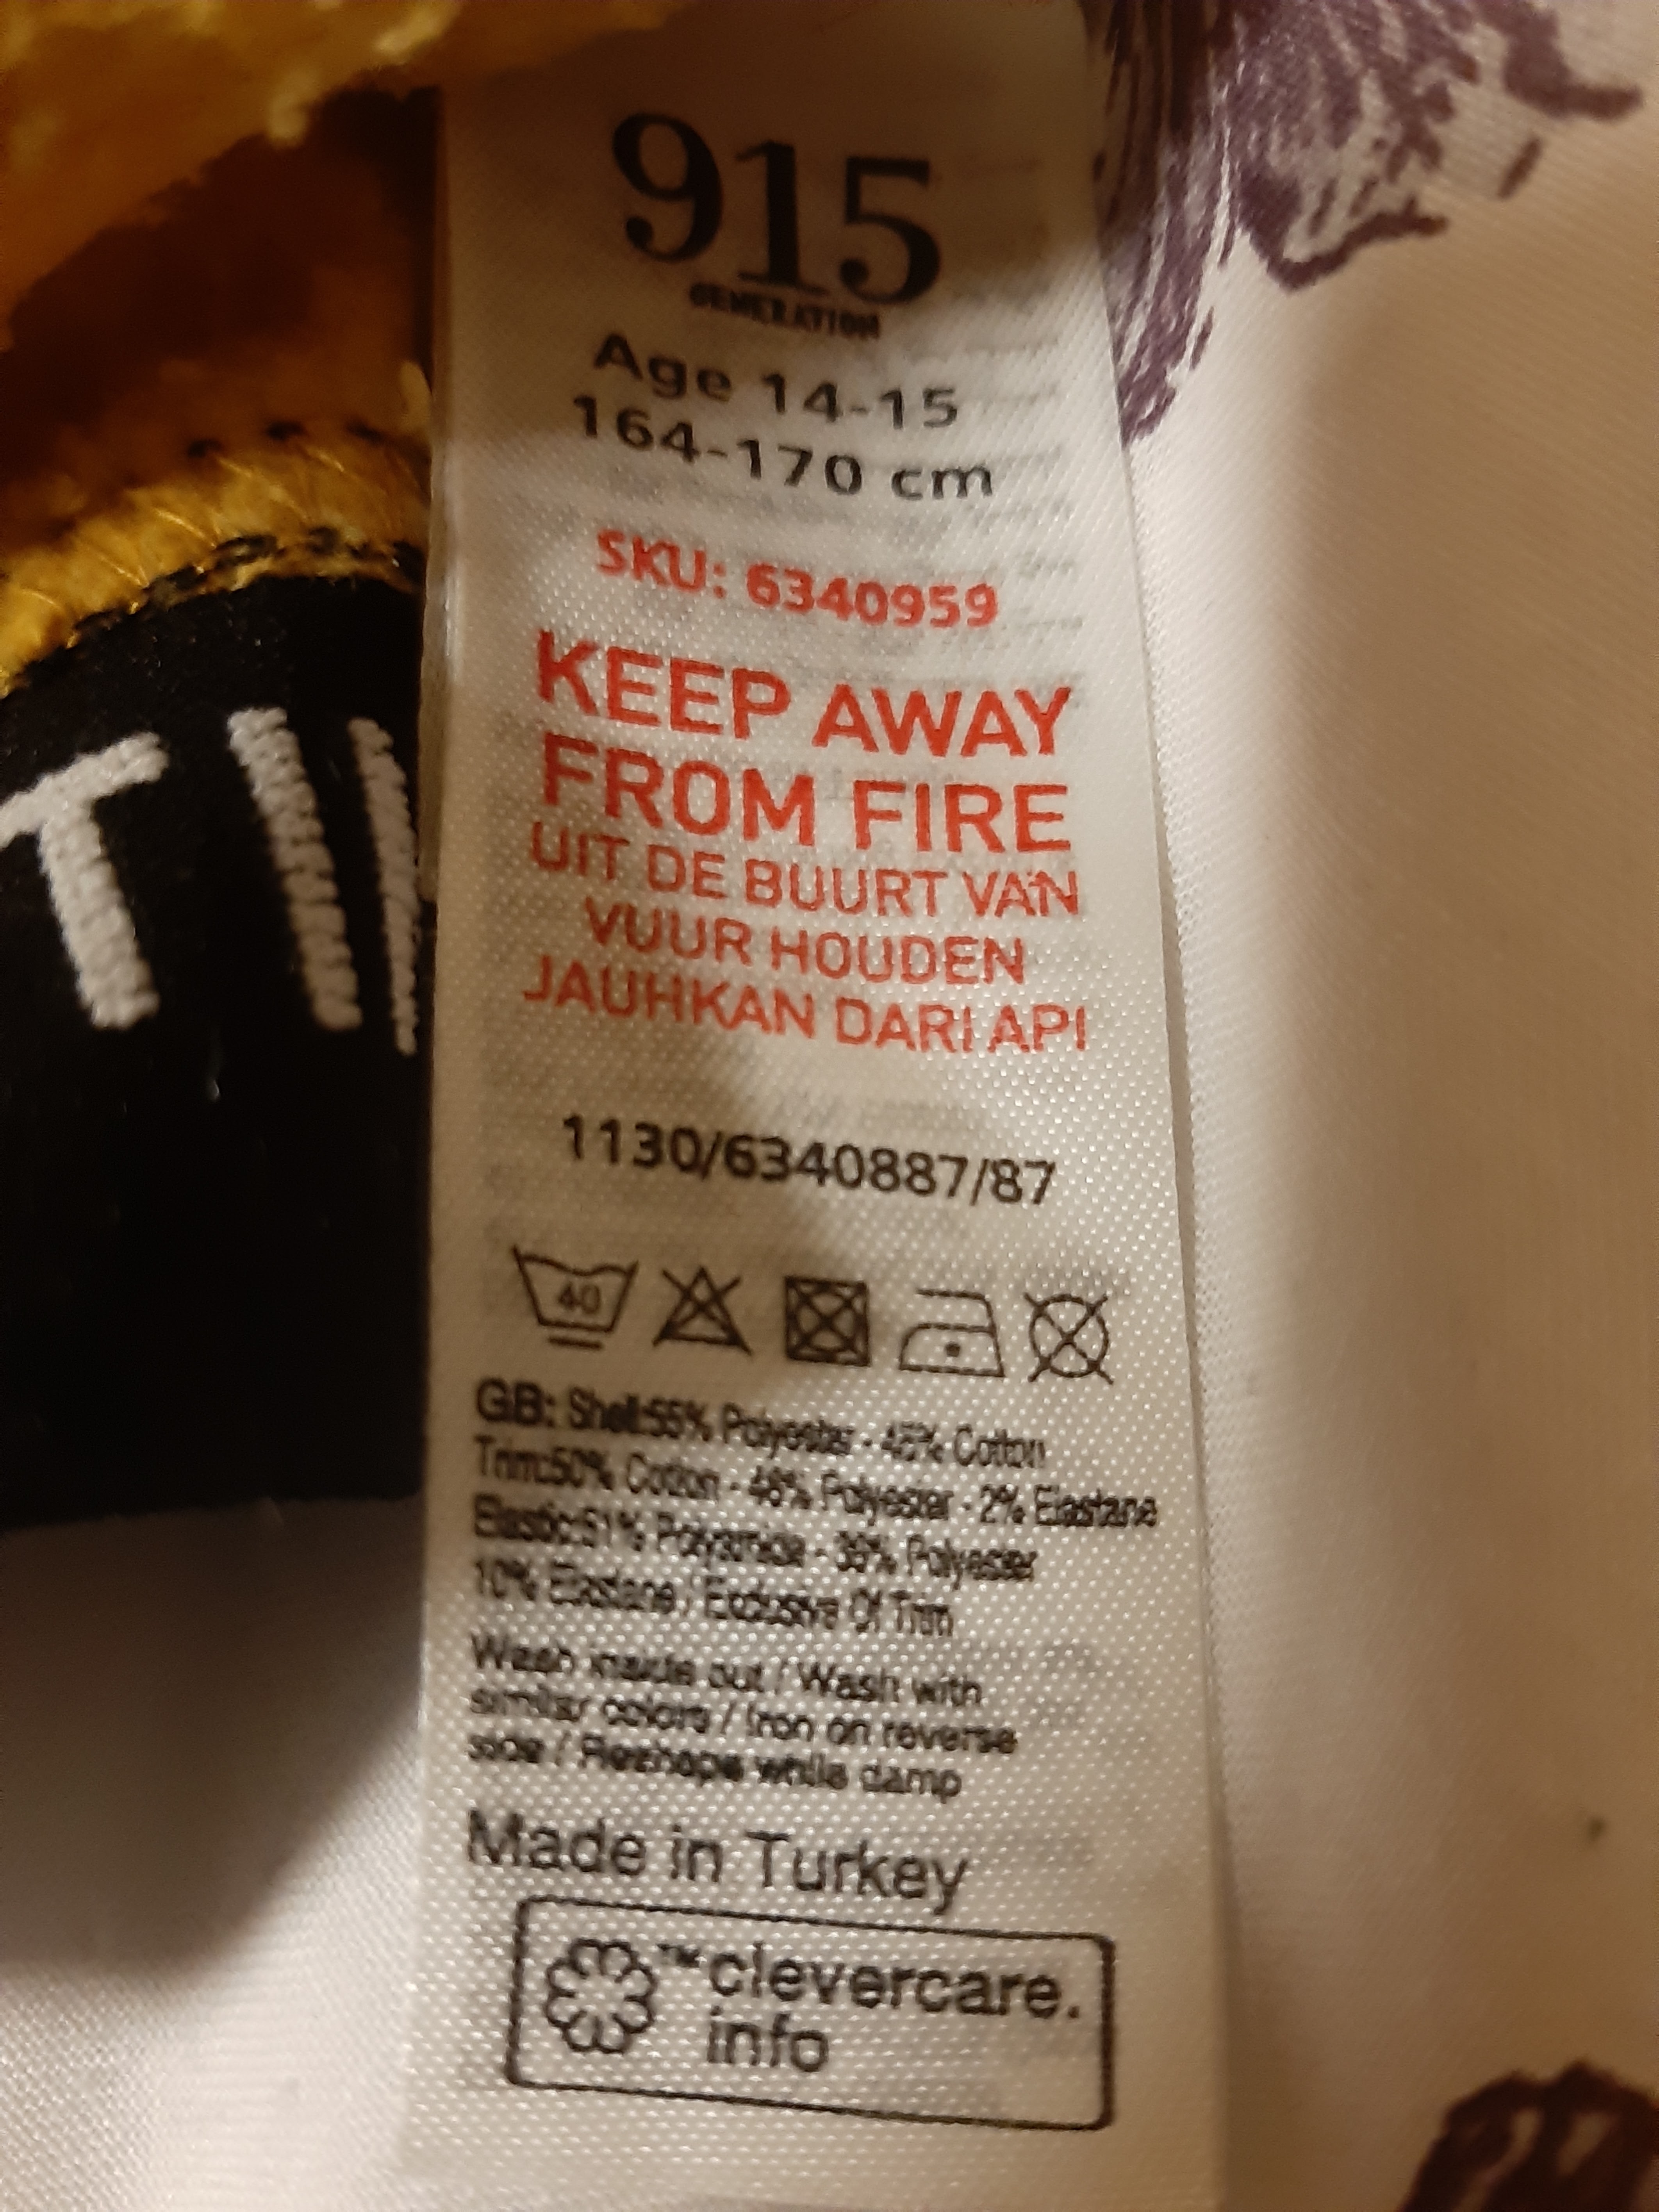 915
GENERATION
Age 14-15
164-170 cm
SKU: 6340959
KEEP AWAY
FROM FIRE
UIT DE BUURT VAN
VUUR HOUDEN
JAUHKAN DARI API
1130/6340887/87
40
GB: Shell:55% Polyester - 45% Cotton
Trim:50% Cotton - 48% Polyester - 2% Elastane
Elastic:51% Polyamide - 39% Polyester
10% Elastane / Exclusive Of Trim
Wash inside out / Wash with
similar colors / Iron on reverse
side / Reshape while damp
Made in Turkey
™clevercare.
info